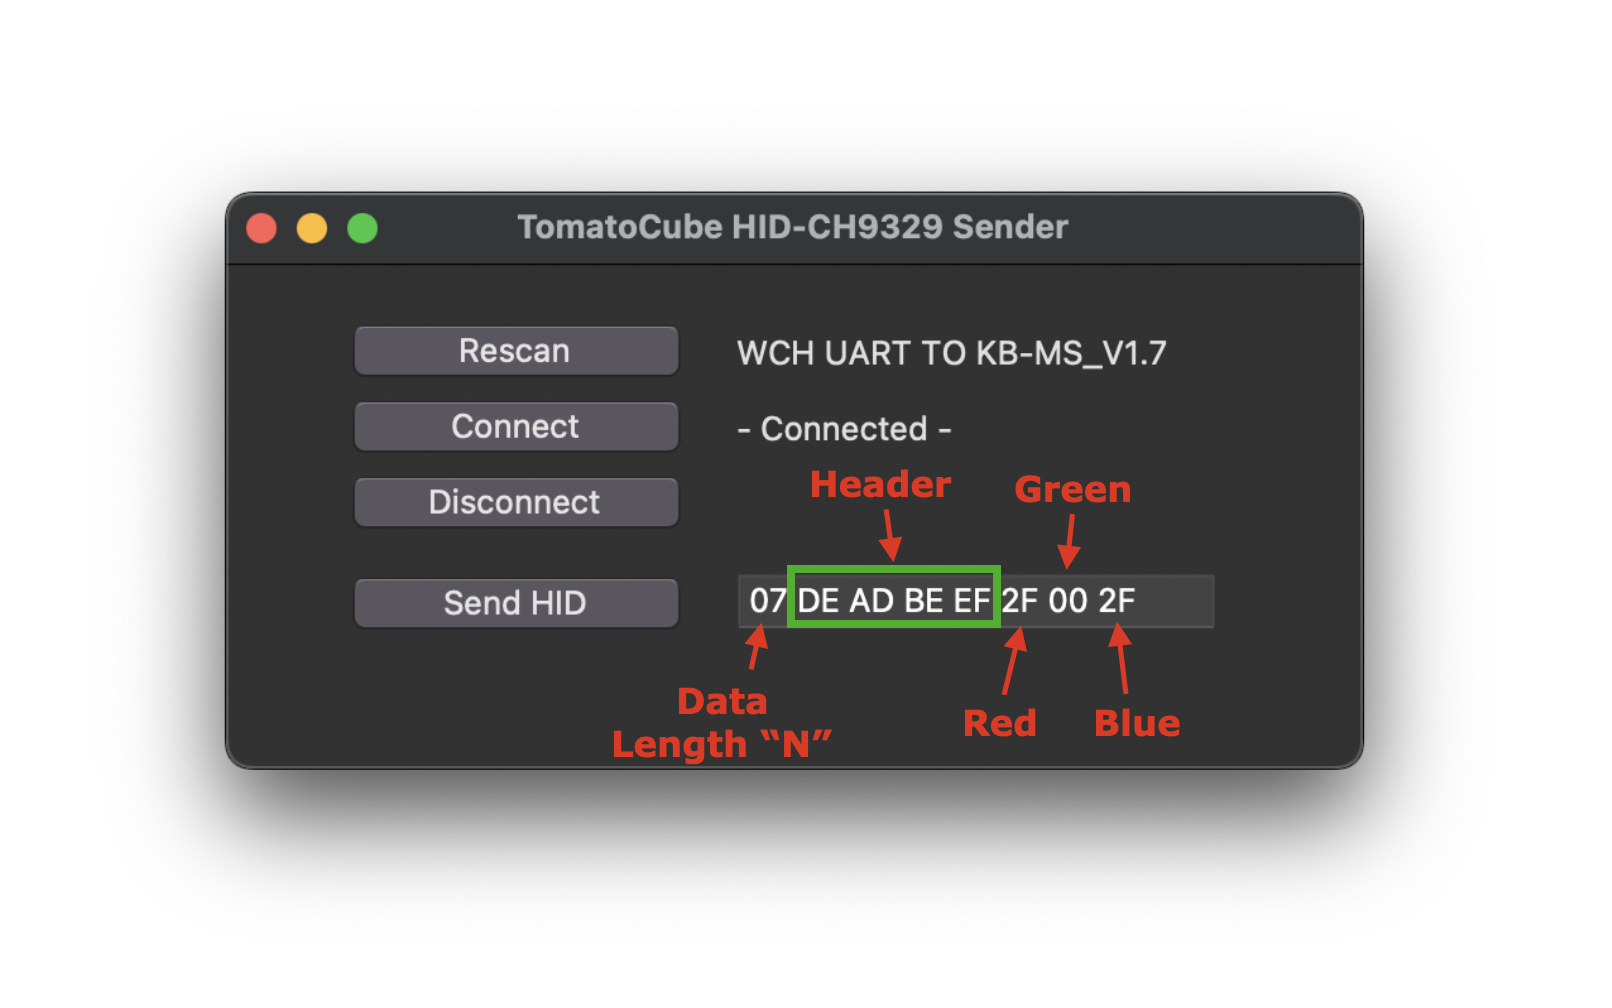 TomatoCube HID-CH9329 Sender
Rescan
WCH UART TO KB-MS_V1.7
Connect
- Connected -
Header
Green
Disconnect
Send HID
07 DE AD BE EF 2F 00 2F
Data
Length “N”
Red
Blue